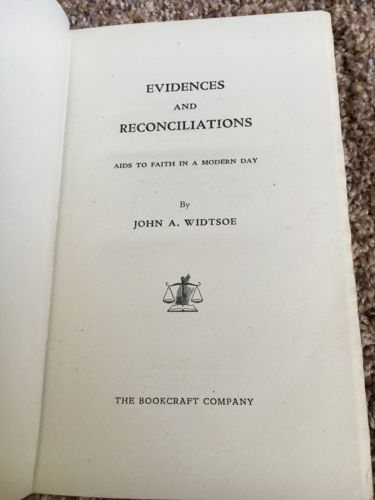 EVIDENCES
AND
RECONCILIATIONS
AIDS TO FAITH IN A MODERN DAY
By
JOHN A. WIDTSOE
THE BOOKCRAFT COMPANY